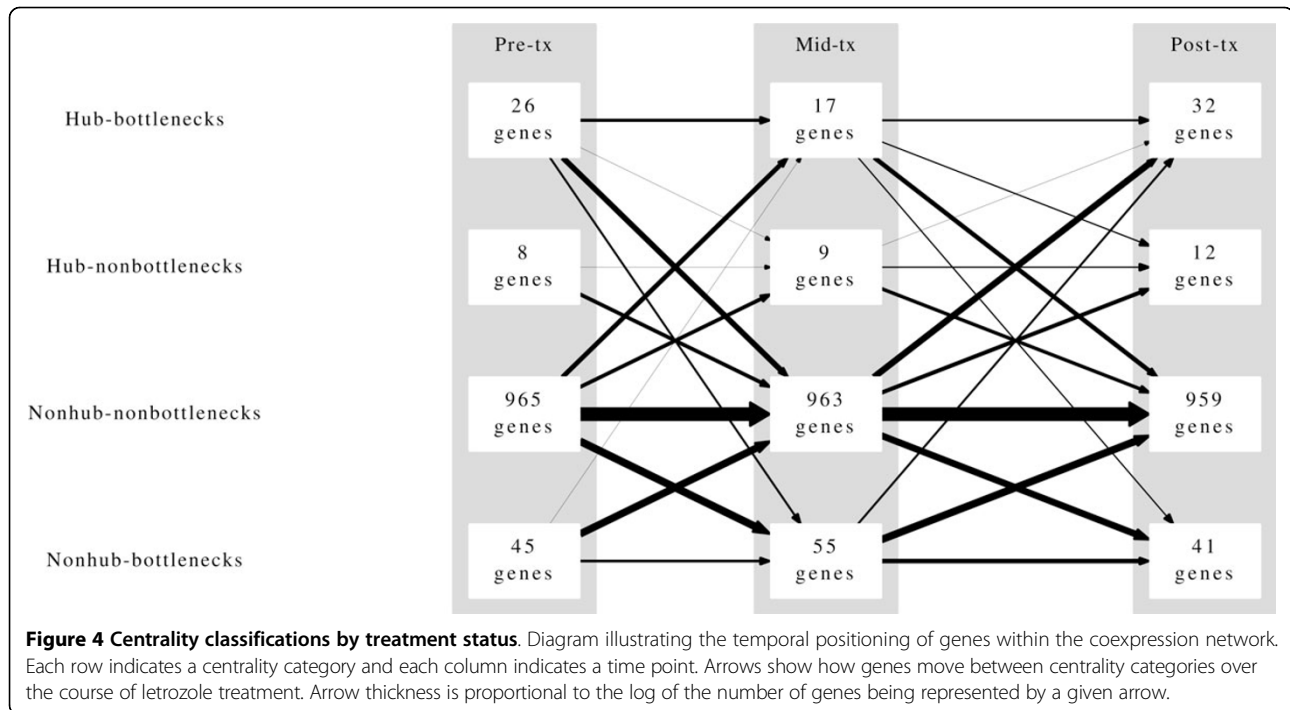 Pre-tx Mid-tx Post-tx
Hub-bottlenecks
26 genes
17 genes
32 genes
Hub-nonbottlenecks
8 genes
9 genes
12 genes
Nonhub-nonbottlenecks
965 genes
963 genes
959 genes
Nonhub-bottlenecks
45 genes
55 genes
41 genes
Figure 4 Centrality classifications by treatment status. Diagram illustrating the temporal positioning of genes within the coexpression network.
Each row indicates a centrality category and each column indicates a time point. Arrows show how genes move between centrality categories over
the course of letrozole treatment. Arrow thickness is proportional to the log of the number of genes being represented by a given arrow.